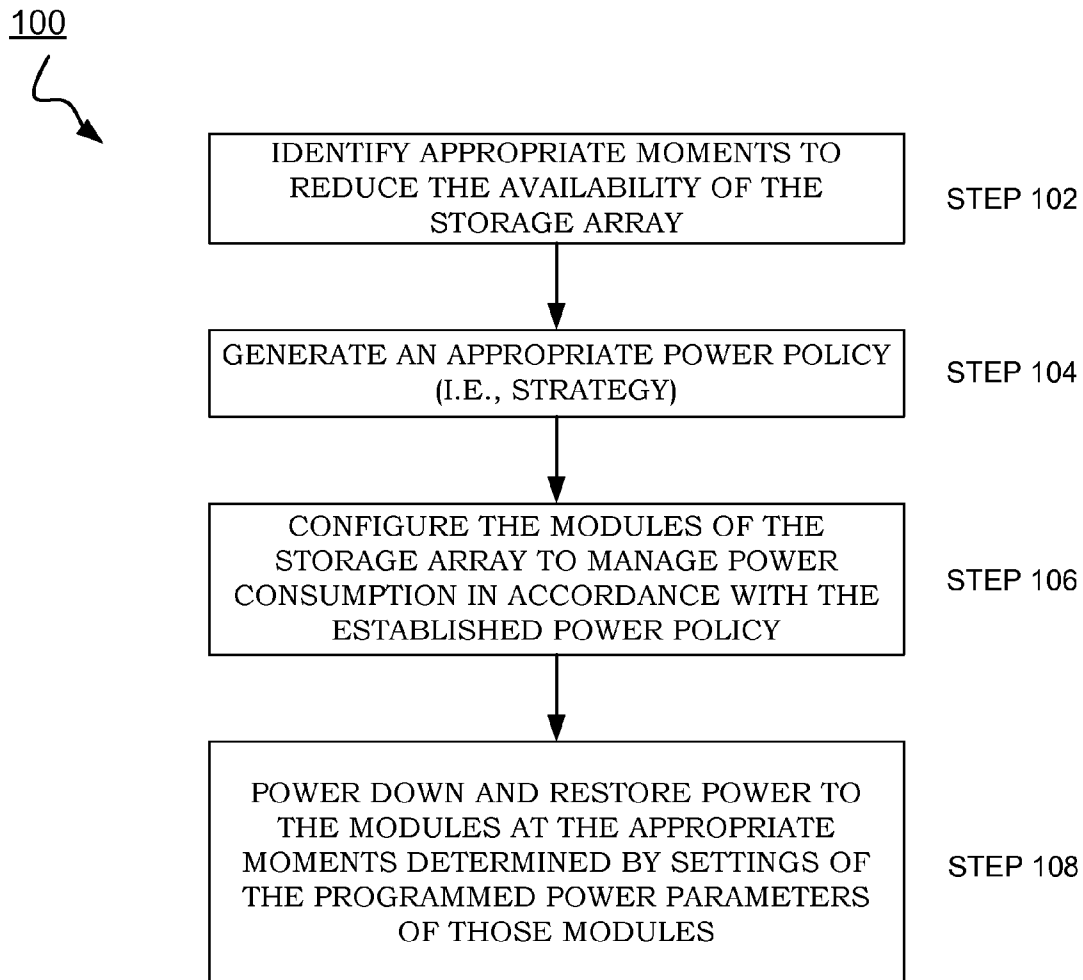 100
IDENTIFY APPROPRIATE MOMENTS TO
REDUCE THE AVAILABILITY OF THE
STORAGE ARRAY
STEP 102
GENERATE AN APPROPRIATE POWER POLICY
(I.E., STRATEGY)
STEP 104
CONFIGURE THE MODULES OF THE
STORAGE ARRAY TO MANAGE POWER
CONSUMPTION IN ACCORDANCE WITH THE
ESTABLISHED POWER POLICY
STEP 106
POWER DOWN AND RESTORE POWER TO
THE MODULES AT THE APPROPRIATE
MOMENTS DETERMINED BY SETTINGS OF
THE PROGRAMMED POWER PARAMETERS
OF THOSE MODULES
STEP 108